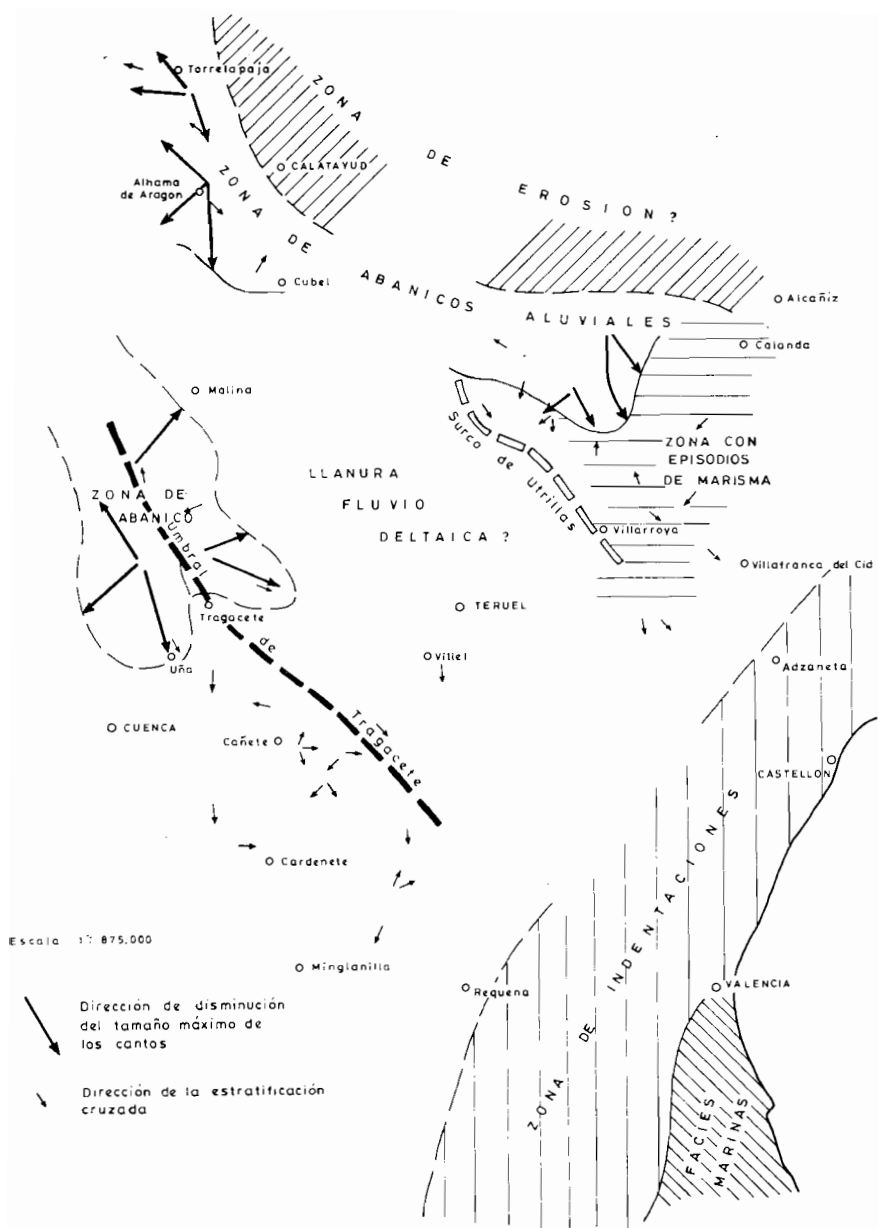 Torrelapaja
ZONA DE EROSION ?
CALATAYUD
Alhama
de Aragon
ZONA DE ABANICOS ALUVIALES
Cubel
Alcañiz
Calanda
Molina
Surco de Utrillas
ZONA CON
EPISODIOS
DE MARISMA
LLANURA
FLUVIO
DELTAICA ?
ZONA DE
ABANICO
Umbral de Tragacete
Villarroya
Villafranca del Cid
TERUEL
Tragacete
Uña
Villel
Adzaneta
CUENCA
Cañete
CASTELLON
Cardenete
ZONA DE INDENTACIONES
Escala 1: 875,000
Minglanilla
Requena
VALENCIA
Dirección de disminución
del tamaño máximo de
los cantos
Dirección de la estratificación
cruzada
FACIES
MARINAS